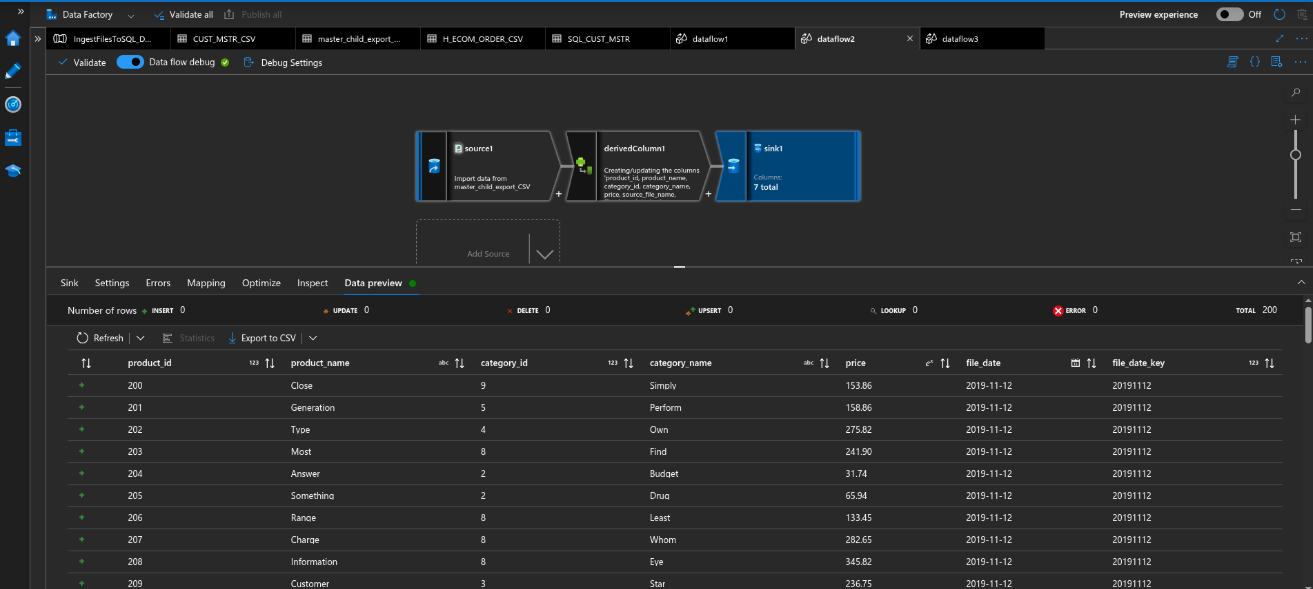 Data Factory Validate all Publish all Preview experience Off
IngestFilesToSQL_D... CUST_MSTR_CSV master_child_export_... H_ECOM_ORDER_CSV SQL_CUST_MSTR dataflow1 dataflow2 dataflow3
Validate Data flow debug Debug Settings
source1
Import data from
master_child_export_CSV
derivedColumn1
Creating/updating the columns
'product_id, product_name,
category_id, category_name,
price, source_file_name,
sink1
Columns:
7 total
Add Source
Sink Settings Errors Mapping Optimize Inspect Data preview
Number of rows INSERT 0 UPDATE 0 DELETE 0 UPSERT 0 LOOKUP 0 ERROR 0 TOTAL 200
Refresh Statistics Export to CSV
product_id 123 product_name abc category_id 123 category_name abc price eˣ file_date file_date_key 123
200 Close 9 Simply 153.86 2019-11-12 20191112
201 Generation 5 Perform 158.86 2019-11-12 20191112
202 Type 4 Own 275.82 2019-11-12 20191112
203 Most 8 Find 241.90 2019-11-12 20191112
204 Answer 2 Budget 31.74 2019-11-12 20191112
205 Something 2 Drug 65.94 2019-11-12 20191112
206 Range 8 Least 133.45 2019-11-12 20191112
207 Charge 8 Whom 282.65 2019-11-12 20191112
208 Information 8 Eye 345.82 2019-11-12 20191112
209 Customer 3 Star 236.75 2019-11-12 20191112